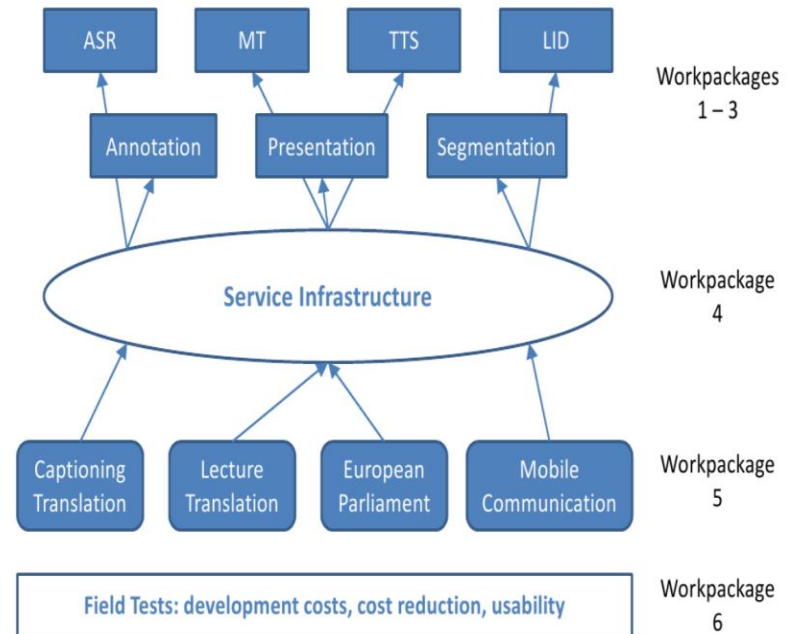 ASR
MT
TTS
LID
Workpackages
1 – 3
Annotation
Presentation
Segmentation
Service Infrastructure
Workpackage
4
Captioning
Translation
Lecture
Translation
European
Parliament
Mobile
Communication
Workpackage
5
Field Tests: development costs, cost reduction, usability
Workpackage
6